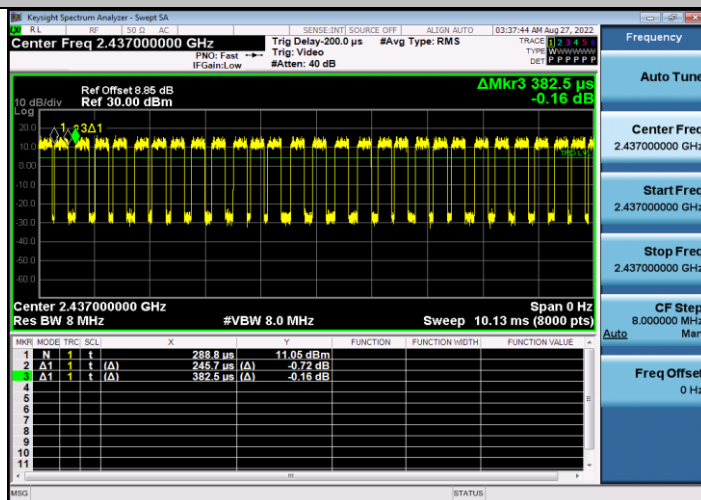 Keysight Spectrum Analyzer - Swept SA
RL RF 50 Ω AC SENSE:INT SOURCE OFF ALIGN AUTO 03:37:44 AM Aug 27, 2022
Center Freq 2.437000000 GHz
PNO: Fast
IFGain:Low
Trig Delay-200.0 µs #Avg Type: RMS
Trig: Video
#Atten: 40 dB
TRACE 1 2 3 4 5 6
TYPE WWWWWW
DET P P P P P P
Ref Offset 8.85 dB
10 dB/div Ref 30.00 dBm
Log
ΔMkr3 382.5 µs
-0.16 dB
20.0
10.0
0.00
-10.0
-20.0
-30.0
-40.0
-50.0
-60.0
3Δ1
Center 2.437000000 GHz Span 0 Hz
Res BW 8 MHz #VBW 8.0 MHz Sweep 10.13 ms (8000 pts)
MKR MODE TRC SCL X Y FUNCTION FUNCTION WIDTH FUNCTION VALUE
1 N 1 t 288.8 µs 11.05 dBm
2 Δ1 1 t (Δ) 245.7 µs (Δ) -0.72 dB
3 Δ1 1 t (Δ) 382.5 µs (Δ) -0.16 dB
4
5
6
7
8
9
10
11
MSG STATUS
Frequency
Auto Tune
Center Freq
2.437000000 GHz
Start Freq
2.437000000 GHz
Stop Freq
2.437000000 GHz
CF Step
8.000000 MHz
Auto Man
Freq Offset
0 Hz